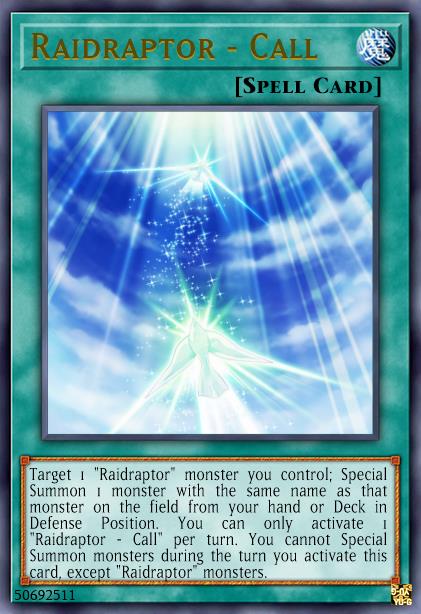 Raidraptor - Call
[Spell Card]
Target 1 "Raidraptor" monster you control; Special
Summon 1 monster with the same name as that
monster on the field from your hand or Deck in
Defense Position. You can only activate 1
"Raidraptor - Call" per turn. You cannot Special
Summon monsters during the turn you activate this
card, except "Raidraptor" monsters.
50692511